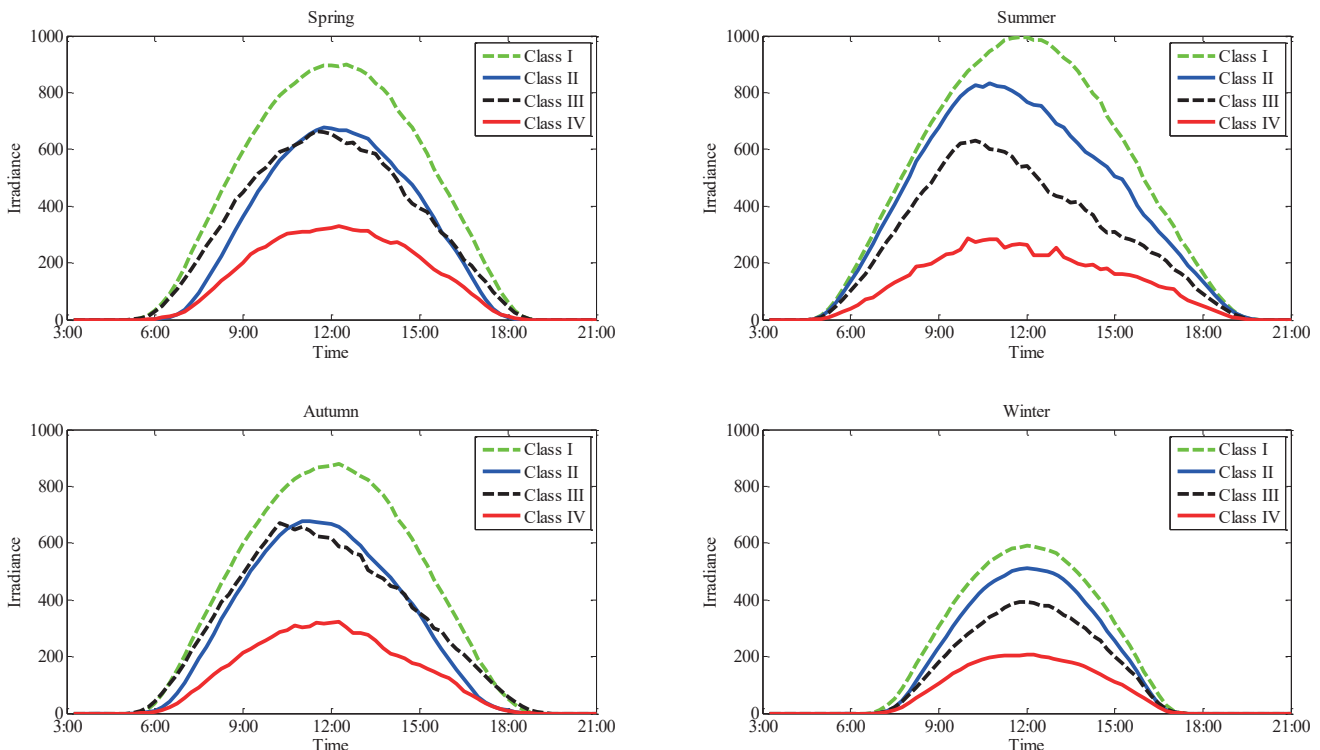 Spring
1000
800
600
400
200
0
Irradiance
3:00 6:00 9:00 12:00 15:00 18:00 21:00
Time
Class I
Class II
Class III
Class IV
Summer
1000
800
600
400
200
0
Irradiance
3:00 6:00 9:00 12:00 15:00 18:00 21:00
Time
Class I
Class II
Class III
Class IV
Autumn
1000
800
600
400
200
0
Irradiance
3:00 6:00 9:00 12:00 15:00 18:00 21:00
Time
Class I
Class II
Class III
Class IV
Winter
1000
800
600
400
200
0
Irradiance
3:00 6:00 9:00 12:00 15:00 18:00 21:00
Time
Class I
Class II
Class III
Class IV